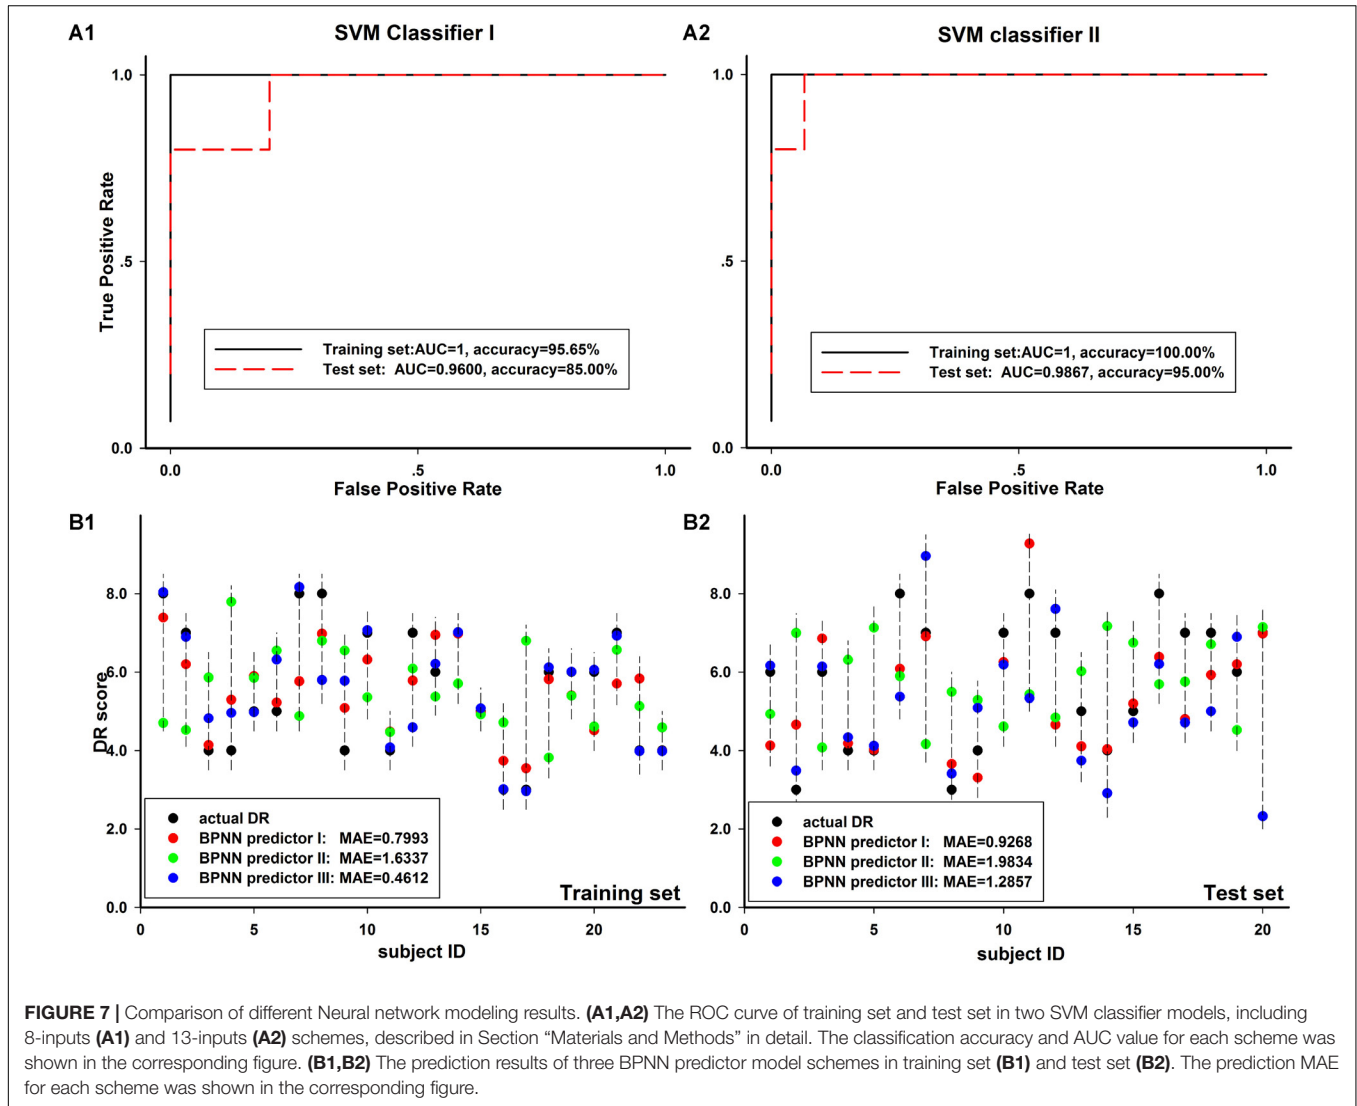 A1
SVM Classifier I
1.0
.5
0.0
True Positive Rate
Training set:AUC=1, accuracy=95.65%
Test set: AUC=0.9600, accuracy=85.00%
0.0 .5 1.0
False Positive Rate
A2
SVM classifier II
1.0
.5
0.0
Training set:AUC=1, accuracy=100.00%
Test set: AUC=0.9867, accuracy=95.00%
0.0 .5 1.0
False Positive Rate
B1
8.0
6.0
4.0
2.0
0.0
DR score
actual DR
BPNN predictor I: MAE=0.7993
BPNN predictor II: MAE=1.6337
BPNN predictor III: MAE=0.4612
Training set
0 5 10 15 20
subject ID
B2
8.0
6.0
4.0
2.0
0.0
actual DR
BPNN predictor I: MAE=0.9268
BPNN predictor II: MAE=1.9834
BPNN predictor III: MAE=1.2857
Test set
0 5 10 15 20
subject ID
FIGURE 7 | Comparison of different Neural network modeling results. (A1,A2) The ROC curve of training set and test set in two SVM classifier models, including
8-inputs (A1) and 13-inputs (A2) schemes, described in Section “Materials and Methods” in detail. The classification accuracy and AUC value for each scheme was
shown in the corresponding figure. (B1,B2) The prediction results of three BPNN predictor model schemes in training set (B1) and test set (B2). The prediction MAE
for each scheme was shown in the corresponding figure.